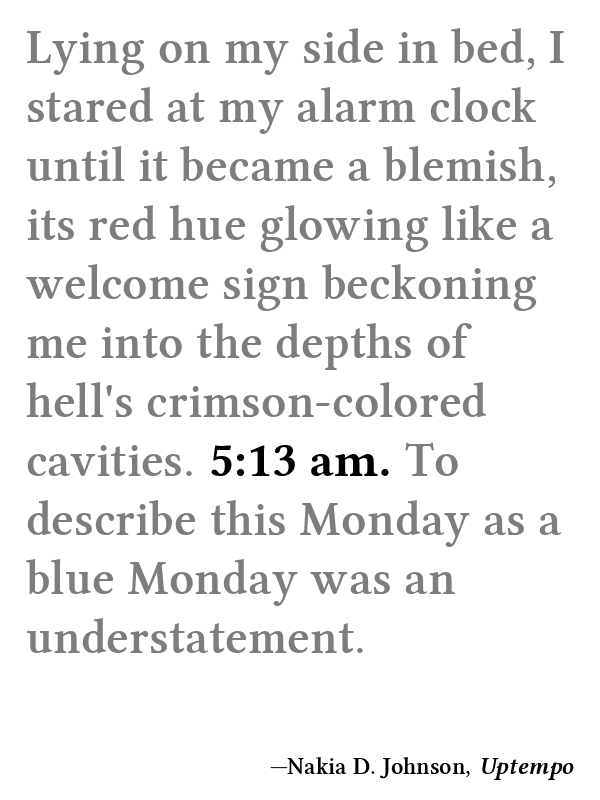 Lying on my side in bed, I
stared at my alarm clock
until it became a blemish,
its red hue glowing like a
welcome sign beckoning
me into the depths of
hell's crimson-colored
cavities. 5:13 am. To
describe this Monday as a
blue Monday was an
understatement.
—Nakia D. Johnson, Uptempo